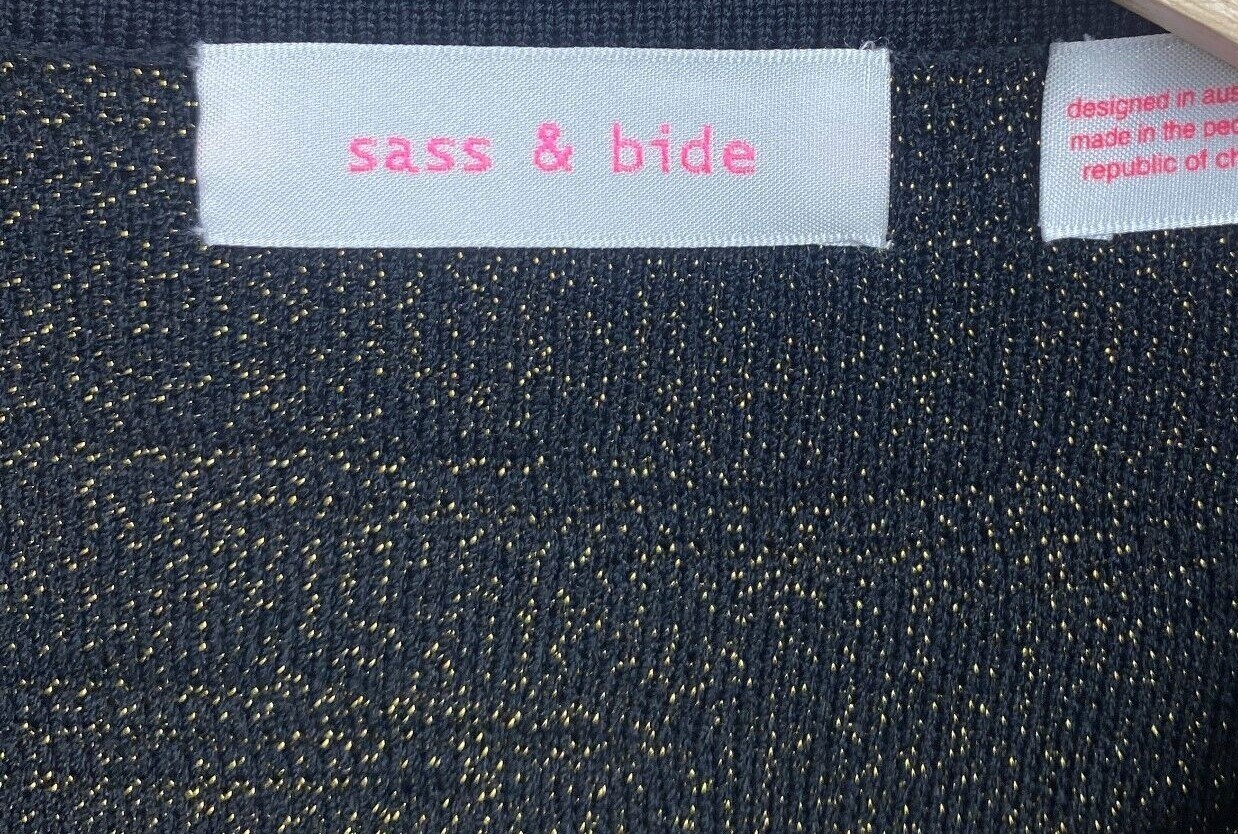 sass & bide
designed in aus
made in the peo
republic of ch